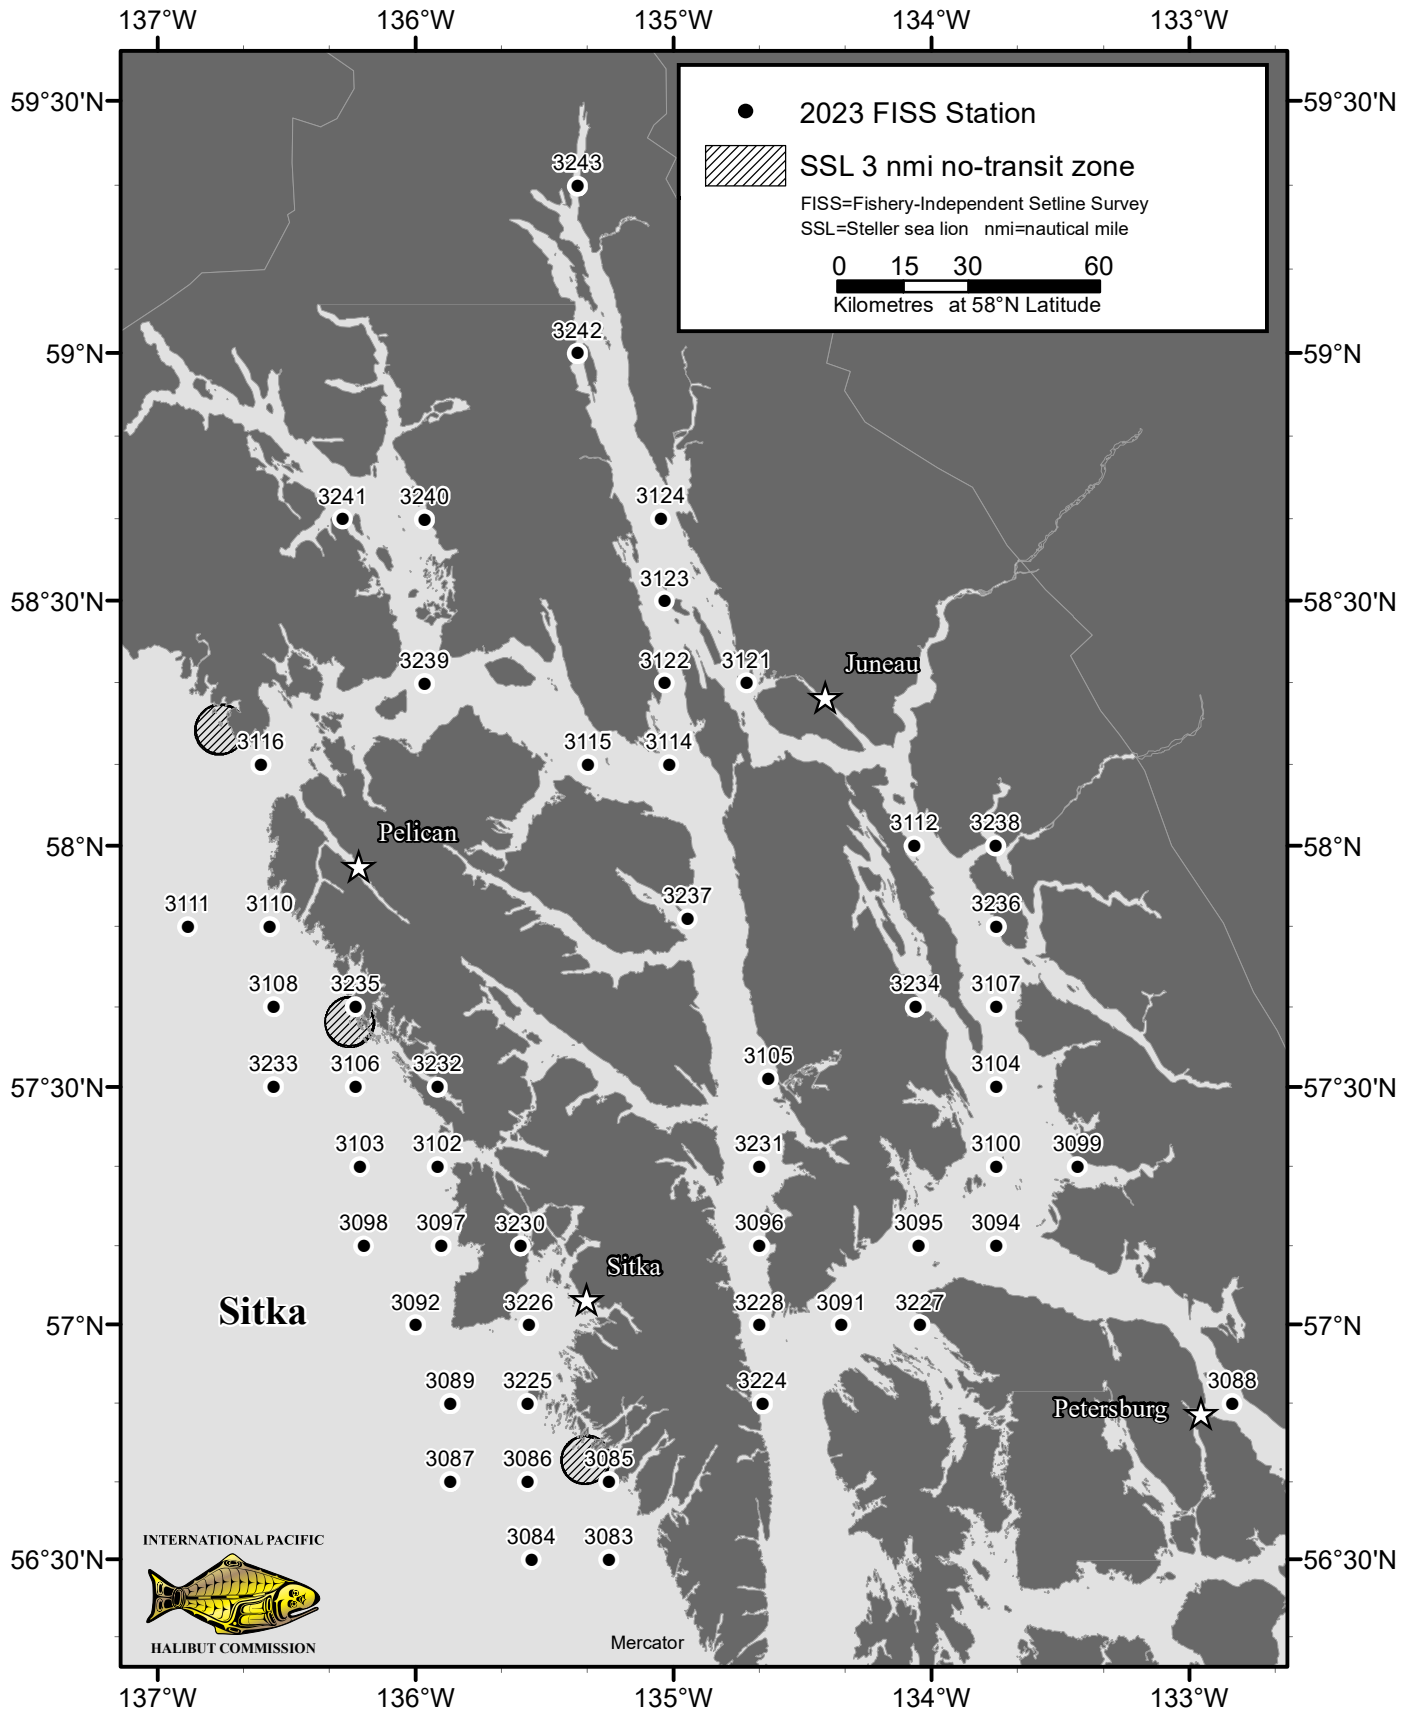 137°W 136°W 135°W 134°W 133°W
59°30'N 59°30'N
2023 FISS Station
SSL 3 nmi no-transit zone
FISS=Fishery-Independent Setline Survey
SSL=Steller sea lion nmi=nautical mile
0 15 30 60
Kilometres at 58°N Latitude
3243
3242
59°N 59°N
3241 3240 3124
3123
58°30'N 58°30'N
3239 3122 3121 Juneau
3116 3115 3114
Pelican 3112 3238
58°N 58°N
3111 3110 3237 3236
3108 3235 3234 3107
3233 3106 3232 3105 3104
57°30'N 57°30'N
3103 3102 3231 3100 3099
3098 3097 3230 3096 3095 3094
Sitka
Sitka 3092 3226 3228 3091 3227
57°N 57°N
3089 3225 3224 3088
Petersburg
3087 3086 3085
3084 3083
INTERNATIONAL PACIFIC
56°30'N 56°30'N
HALIBUT COMMISSION
Mercator
137°W 136°W 135°W 134°W 133°W